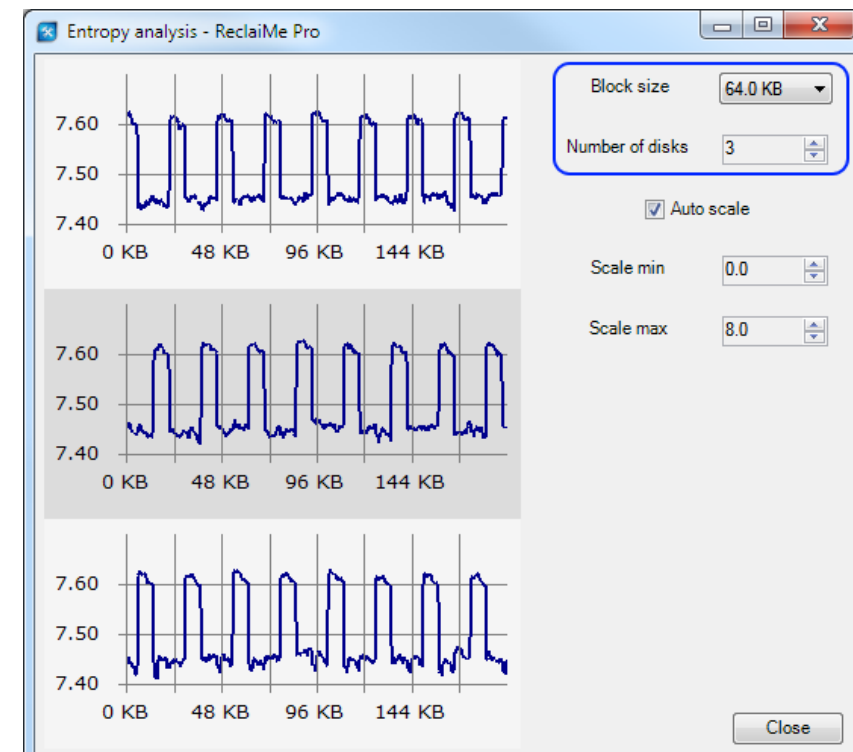 Entropy analysis - ReclaiMe Pro
7.60
7.50
7.40
0 KB 48 KB 96 KB 144 KB
7.60
7.50
7.40
0 KB 48 KB 96 KB 144 KB
7.60
7.50
7.40
0 KB 48 KB 96 KB 144 KB
Block size 64.0 KB
Number of disks 3
Auto scale
Scale min 0.0
Scale max 8.0
Close